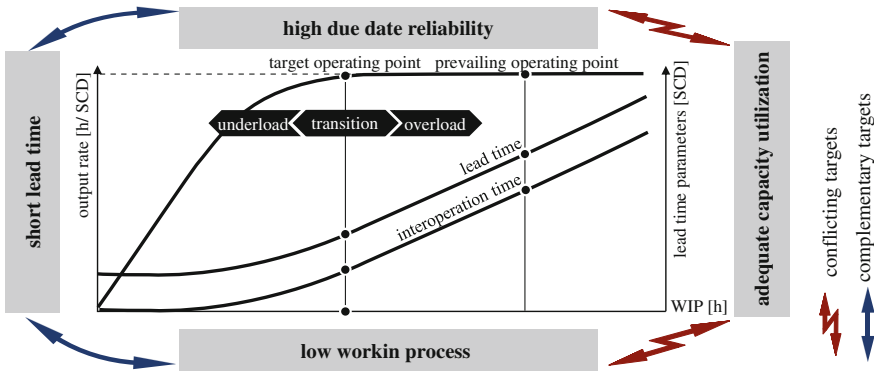 high due date reliability
short lead time
output rate [h/ SCD]
target operating point
prevailing operating point
underload
transition
overload
lead time
interoperation time
lead time parameters [SCD]
WIP [h]
adequate capacity utilization
low workin process
conflicting targets
complementary targets